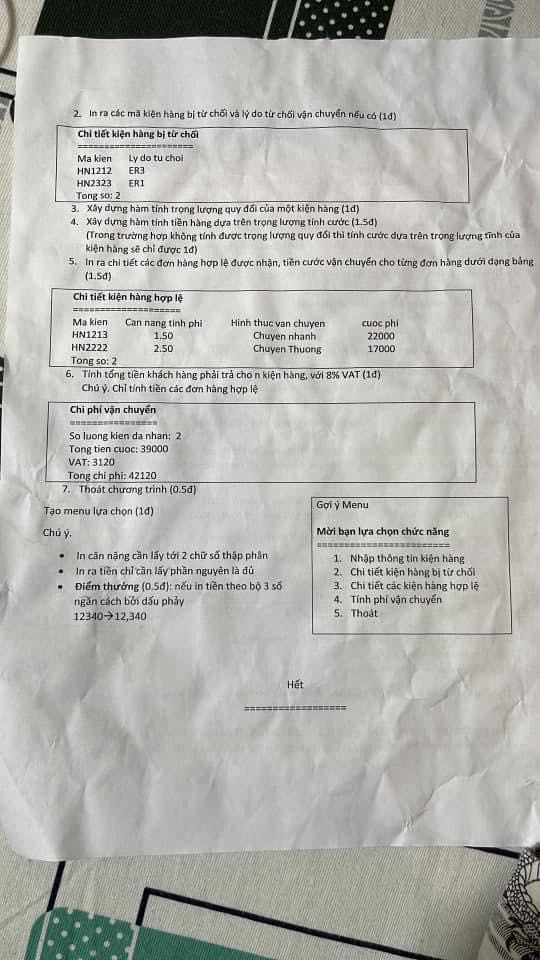 2. In ra các mã kiện hàng bị từ chối và lý do từ chối vận chuyển nếu có (1đ)
Chi tiết kiện hàng bị từ chối
======================
Ma kien Ly do tu choi
HN1212 ER3
HN2323 ER1
Tong so: 2
3. Xây dựng hàm tính trọng lượng quy đổi của một kiện hàng (1đ)
4. Xây dựng hàm tính tiền hàng dựa trên trọng lượng tính cước (1.5đ)
(Trong trường hợp không tính được trọng lượng quy đổi thì tính cước dựa trên trọng lượng tĩnh của
kiện hàng sẽ chỉ được 1đ)
5. In ra chi tiết các đơn hàng hợp lệ được nhận, tiền cước vận chuyển cho từng đơn hàng dưới dạng bảng
(1.5đ)
Chi tiết kiện hàng hợp lệ
====================
Ma kien Can nang tinh phi Hinh thuc van chuyen cuoc phi
HN1213 1.50 Chuyen nhanh 22000
HN2222 2.50 Chuyen Thuong 17000
Tong so: 2
6. Tính tổng tiền khách hàng phải trả cho n kiện hàng, với 8% VAT (1đ)
Chú ý. Chỉ tính tiền các đơn hàng hợp lệ
Chi phí vận chuyển
================
So luong kien da nhan: 2
Tong tien cuoc: 39000
VAT: 3120
Tong chi phi: 42120
7. Thoát chương trình (0.5đ)
Tạo menu lựa chọn (1đ)
Chú ý.
• In cân nặng cần lấy tới 2 chữ số thập phân
• In ra tiền chỉ cần lấy phần nguyên là đủ
• Điểm thưởng (0.5đ): nếu in tiền theo bộ 3 số
ngăn cách bởi dấu phảy
12340→12,340
Gợi ý Menu
Mời bạn lựa chọn chức năng
=========================
1. Nhập thông tin kiện hàng
2. Chi tiết kiện hàng bị từ chối
3. Chi tiết các kiện hàng hợp lệ
4. Tính phí vận chuyển
5. Thoát
Hết
==================